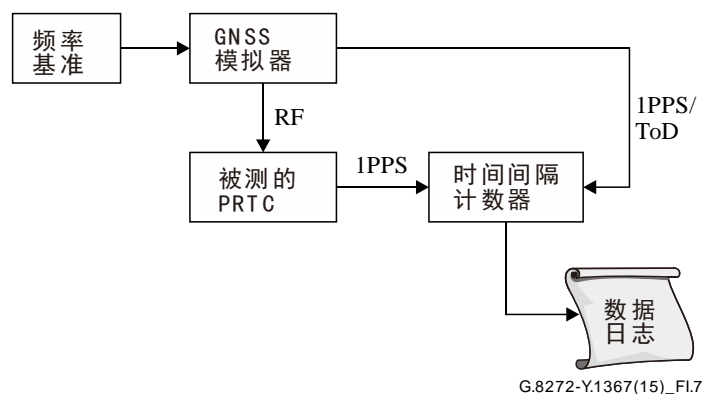 频率
基准
GNSS
模拟器
RF
1PPS/
ToD
被测的
PRTC
1PPS
时间间隔
计数器
数据
日志
G.8272-Y.1367(15)_FI.7